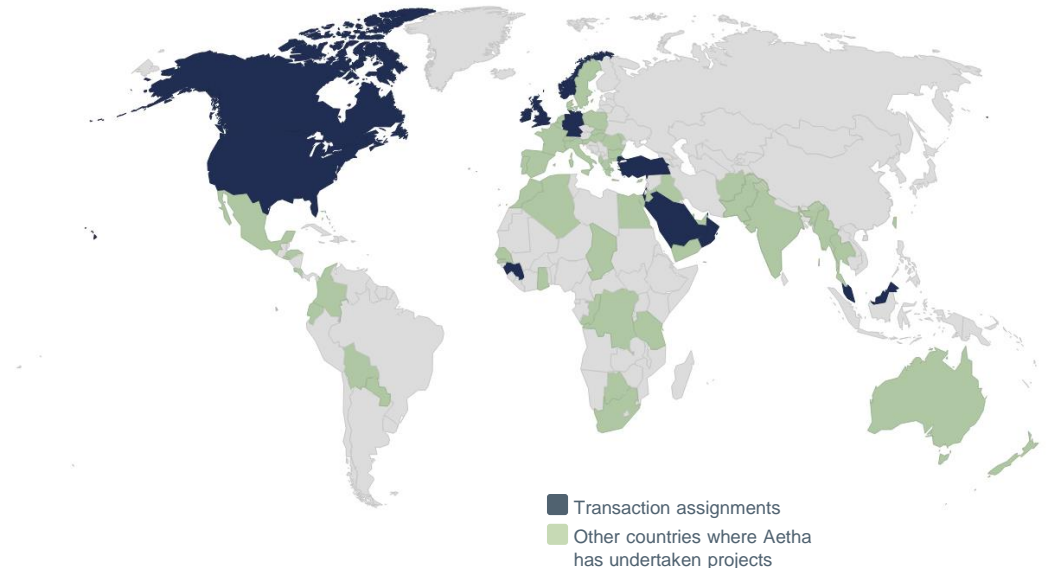 Transaction assignments
Other countries where Aetha
has undertaken projects